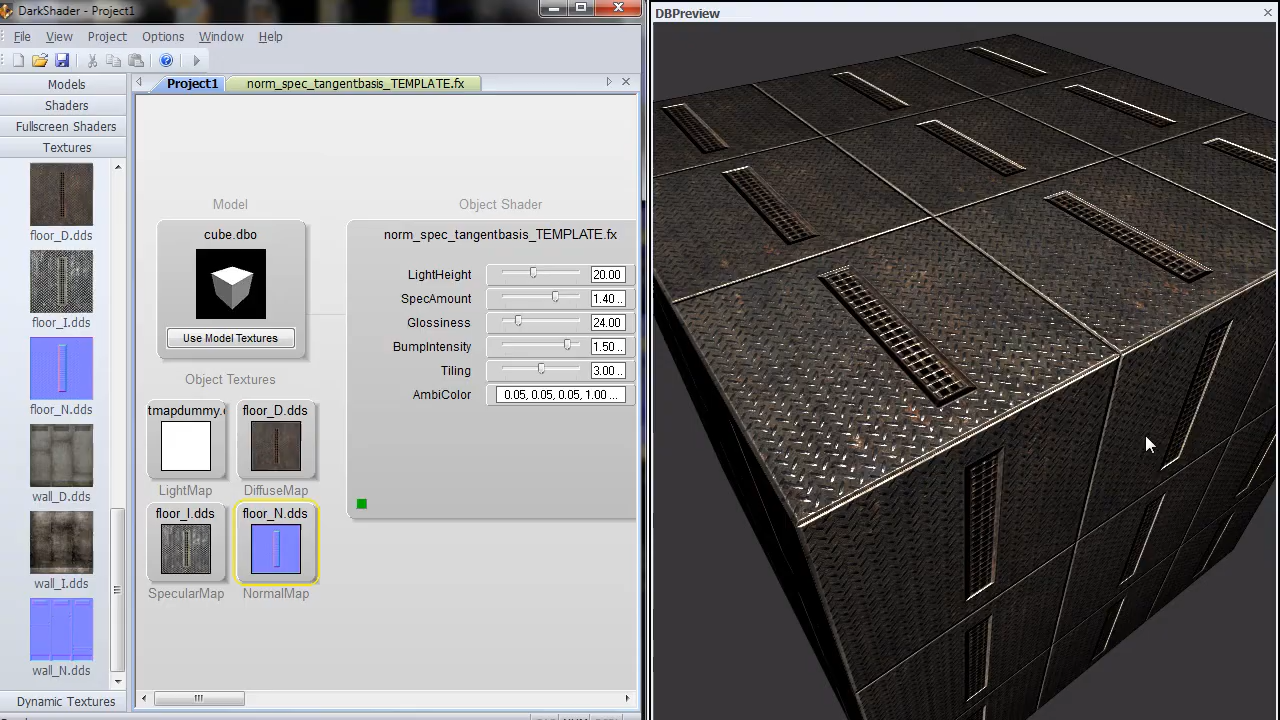 DarkShader - Project1
File View Project Options Window Help
Models
Shaders
Fullscreen Shaders
Textures
floor_D.dds
floor_I.dds
floor_N.dds
wall_D.dds
wall_I.dds
wall_N.dds
Dynamic Textures
Project1
norm_spec_tangentbasis_TEMPLATE.fx
Model
cube.dbo
Use Model Textures
Object Textures
tmapdummy.
LightMap
floor_D.dds
DiffuseMap
floor_I.dds
SpecularMap
floor_N.dds
NormalMap
Object Shader
norm_spec_tangentbasis_TEMPLATE.fx
LightHeight 20.00
SpecAmount 1.40 ..
Glossiness 24.00
BumpIntensity 1.50 ..
Tiling 3.00 ..
AmbiColor 0.05, 0.05, 0.05, 1.00 ...
DBPreview